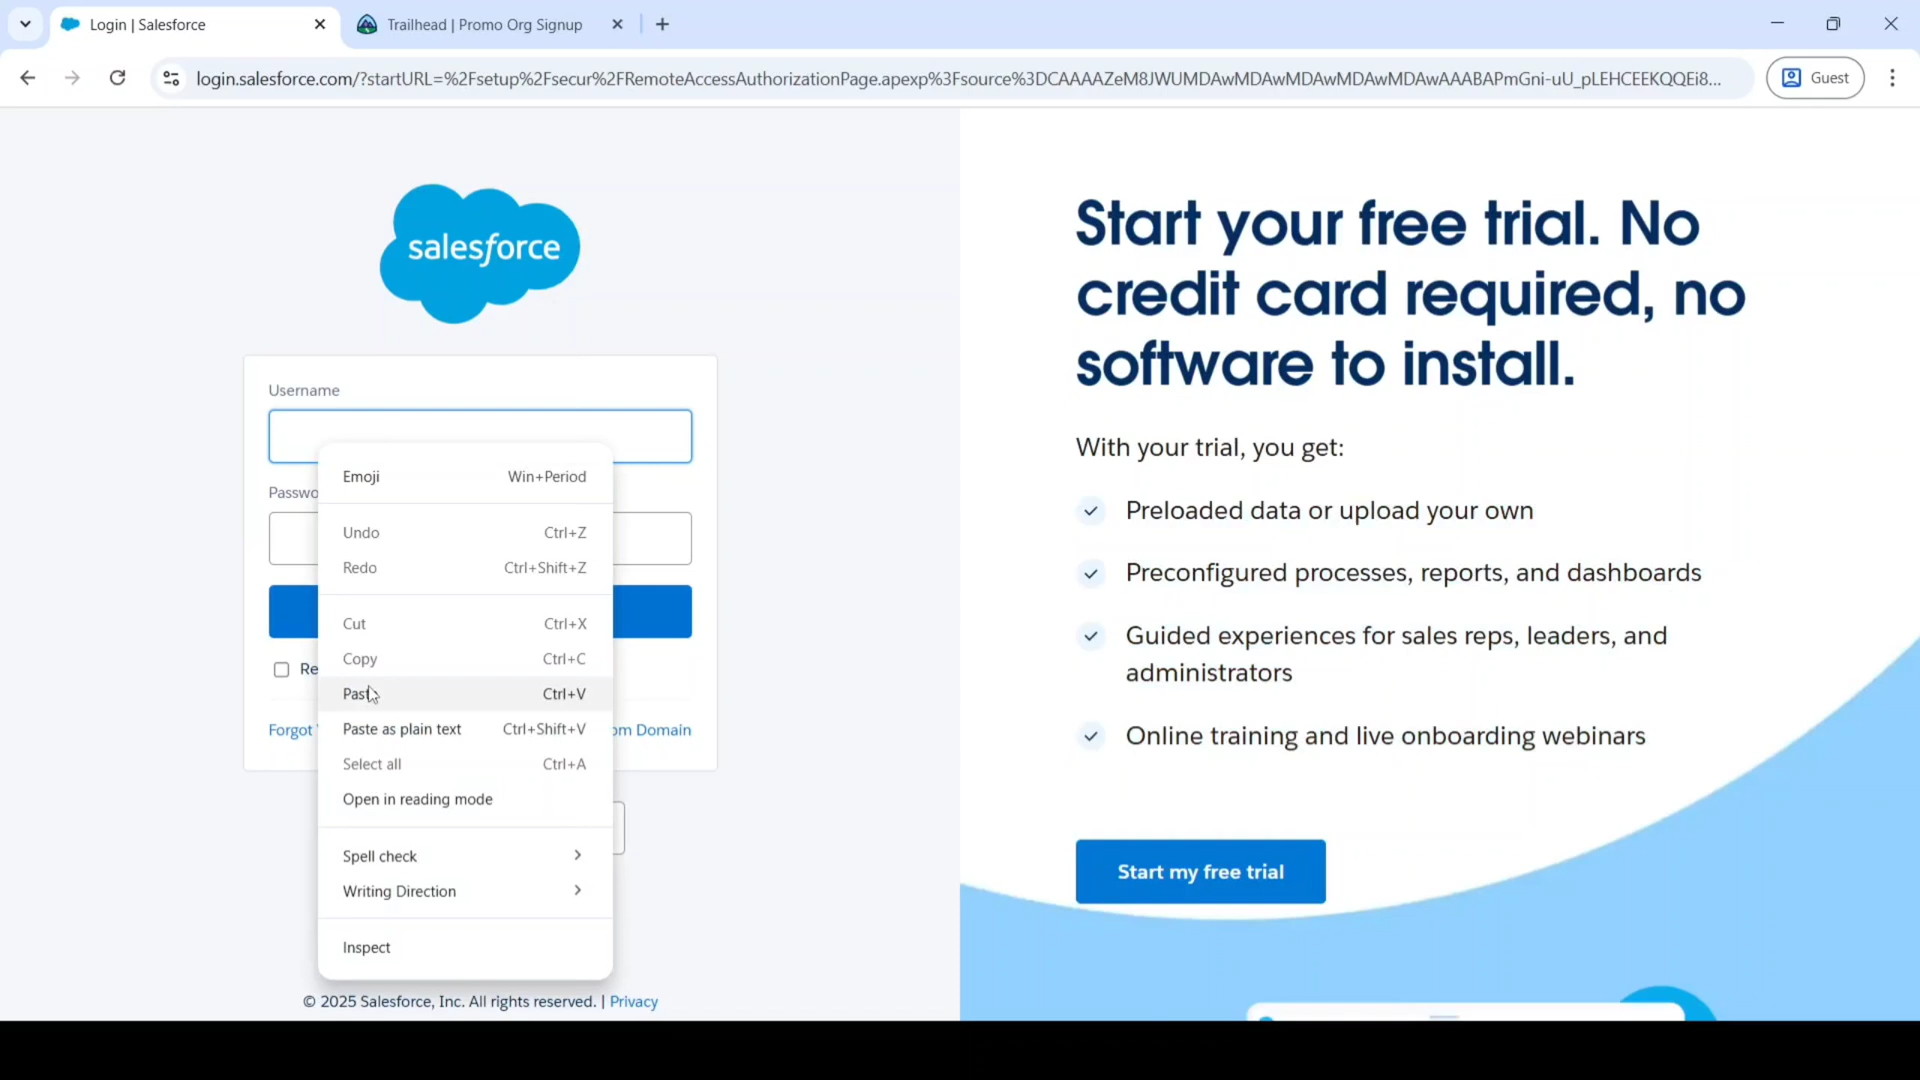 Login | Salesforce
Trailhead | Promo Org Signup
login.salesforce.com/?startURL=%2Fsetup%2Fsecur%2FRemoteAccessAuthorizationPage.apexp%3Fsource%3DCAAAAZeM8JWUMDAwMDAwMDAwMDAwMDAwAAABAPmGni-uU_pLEHCEEKQQEi8...
Guest
salesforce
Username
Passwo
Re
Forgot
om Domain
Emoji Win+Period
Undo Ctrl+Z
Redo Ctrl+Shift+Z
Cut Ctrl+X
Copy Ctrl+C
Paste Ctrl+V
Paste as plain text Ctrl+Shift+V
Select all Ctrl+A
Open in reading mode
Spell check
Writing Direction
Inspect
© 2025 Salesforce, Inc. All rights reserved. | Privacy
Start your free trial. No
credit card required, no
software to install.
With your trial, you get:
Preloaded data or upload your own
Preconfigured processes, reports, and dashboards
Guided experiences for sales reps, leaders, and
administrators
Online training and live onboarding webinars
Start my free trial